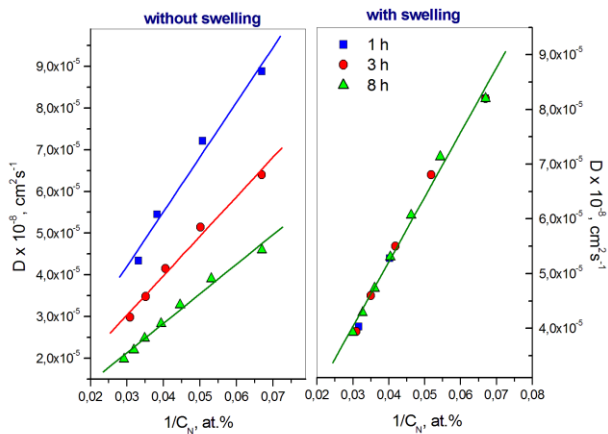 without swelling
with swelling
9,0x10⁻⁵
8,0x10⁻⁵
7,0x10⁻⁵
6,0x10⁻⁵
5,0x10⁻⁵
4,0x10⁻⁵
3,0x10⁻⁵
2,0x10⁻⁵
D x 10⁻⁸, cm²s⁻¹
0,02 0,03 0,04 0,05 0,06 0,07
1/C_N, at.%
1 h
3 h
8 h
9,0x10⁻⁵
8,0x10⁻⁵
7,0x10⁻⁵
6,0x10⁻⁵
5,0x10⁻⁵
4,0x10⁻⁵
D x 10⁻⁸, cm²s⁻¹
0,02 0,03 0,04 0,05 0,06 0,07 0,08
1/C_N, at.%